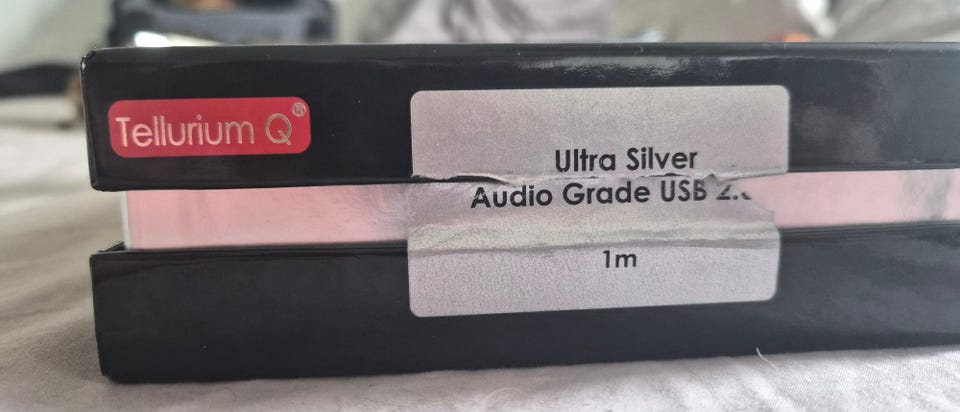 Tellurium Q®
Ultra Silver
Audio Grade USB
1m